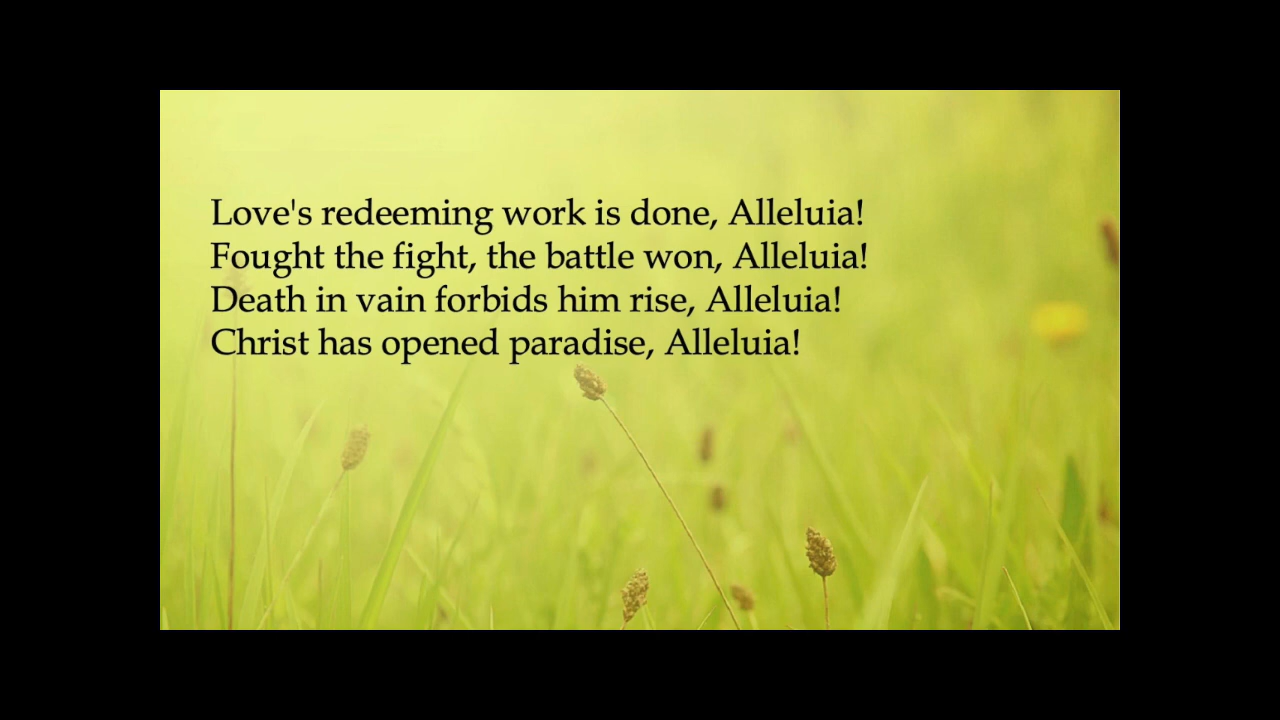 Love's redeeming work is done, Alleluia!
Fought the fight, the battle won, Alleluia!
Death in vain forbids him rise, Alleluia!
Christ has opened paradise, Alleluia!